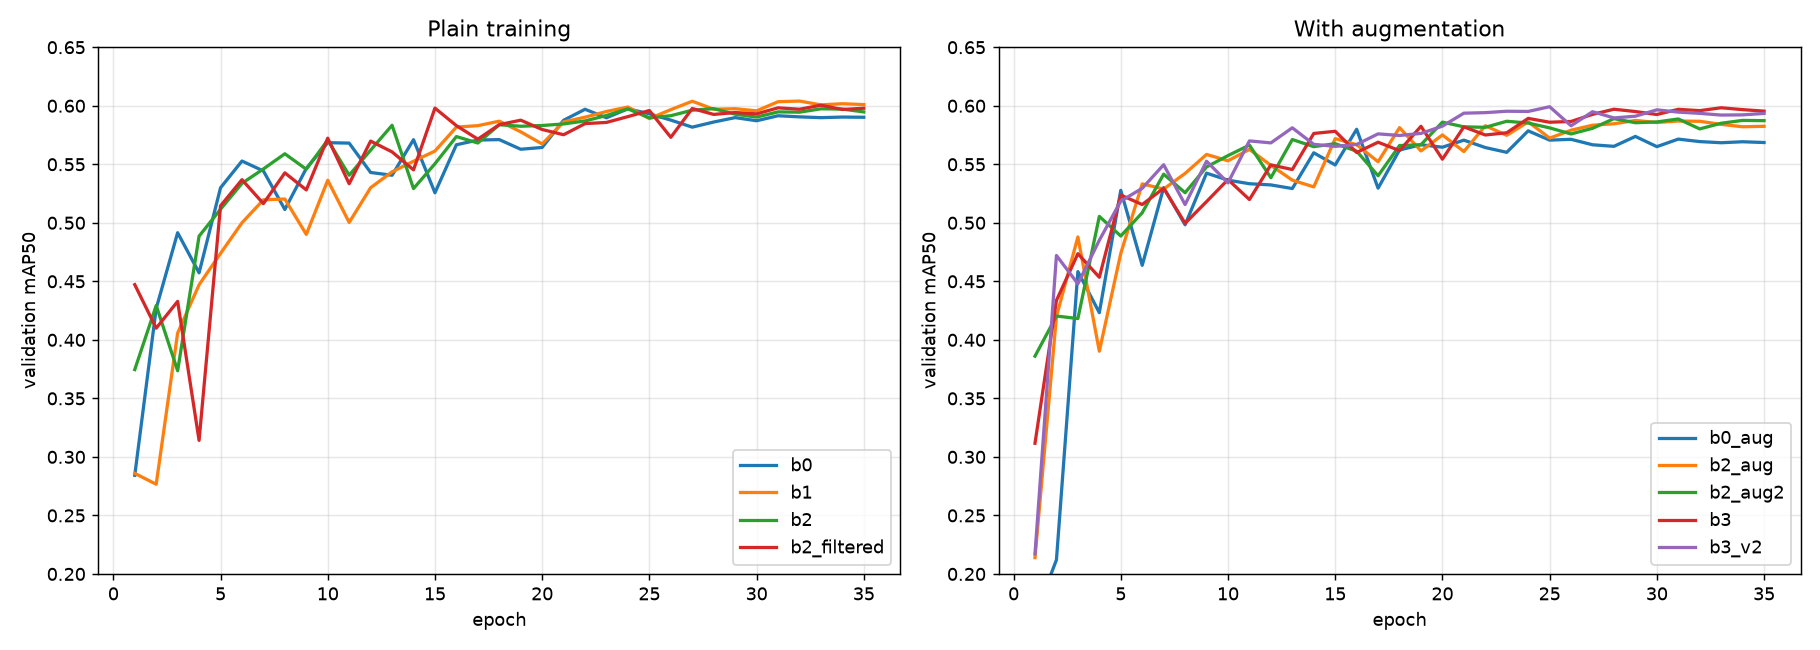 Plain training
validation mAP50
0.65
0.60
0.55
0.50
0.45
0.40
0.35
0.30
0.25
0.20
0
5
10
15
20
25
30
35
epoch
b0
b1
b2
b2_filtered
With augmentation
validation mAP50
0.65
0.60
0.55
0.50
0.45
0.40
0.35
0.30
0.25
0.20
0
5
10
15
20
25
30
35
epoch
b0_aug
b2_aug
b2_aug2
b3
b3_v2